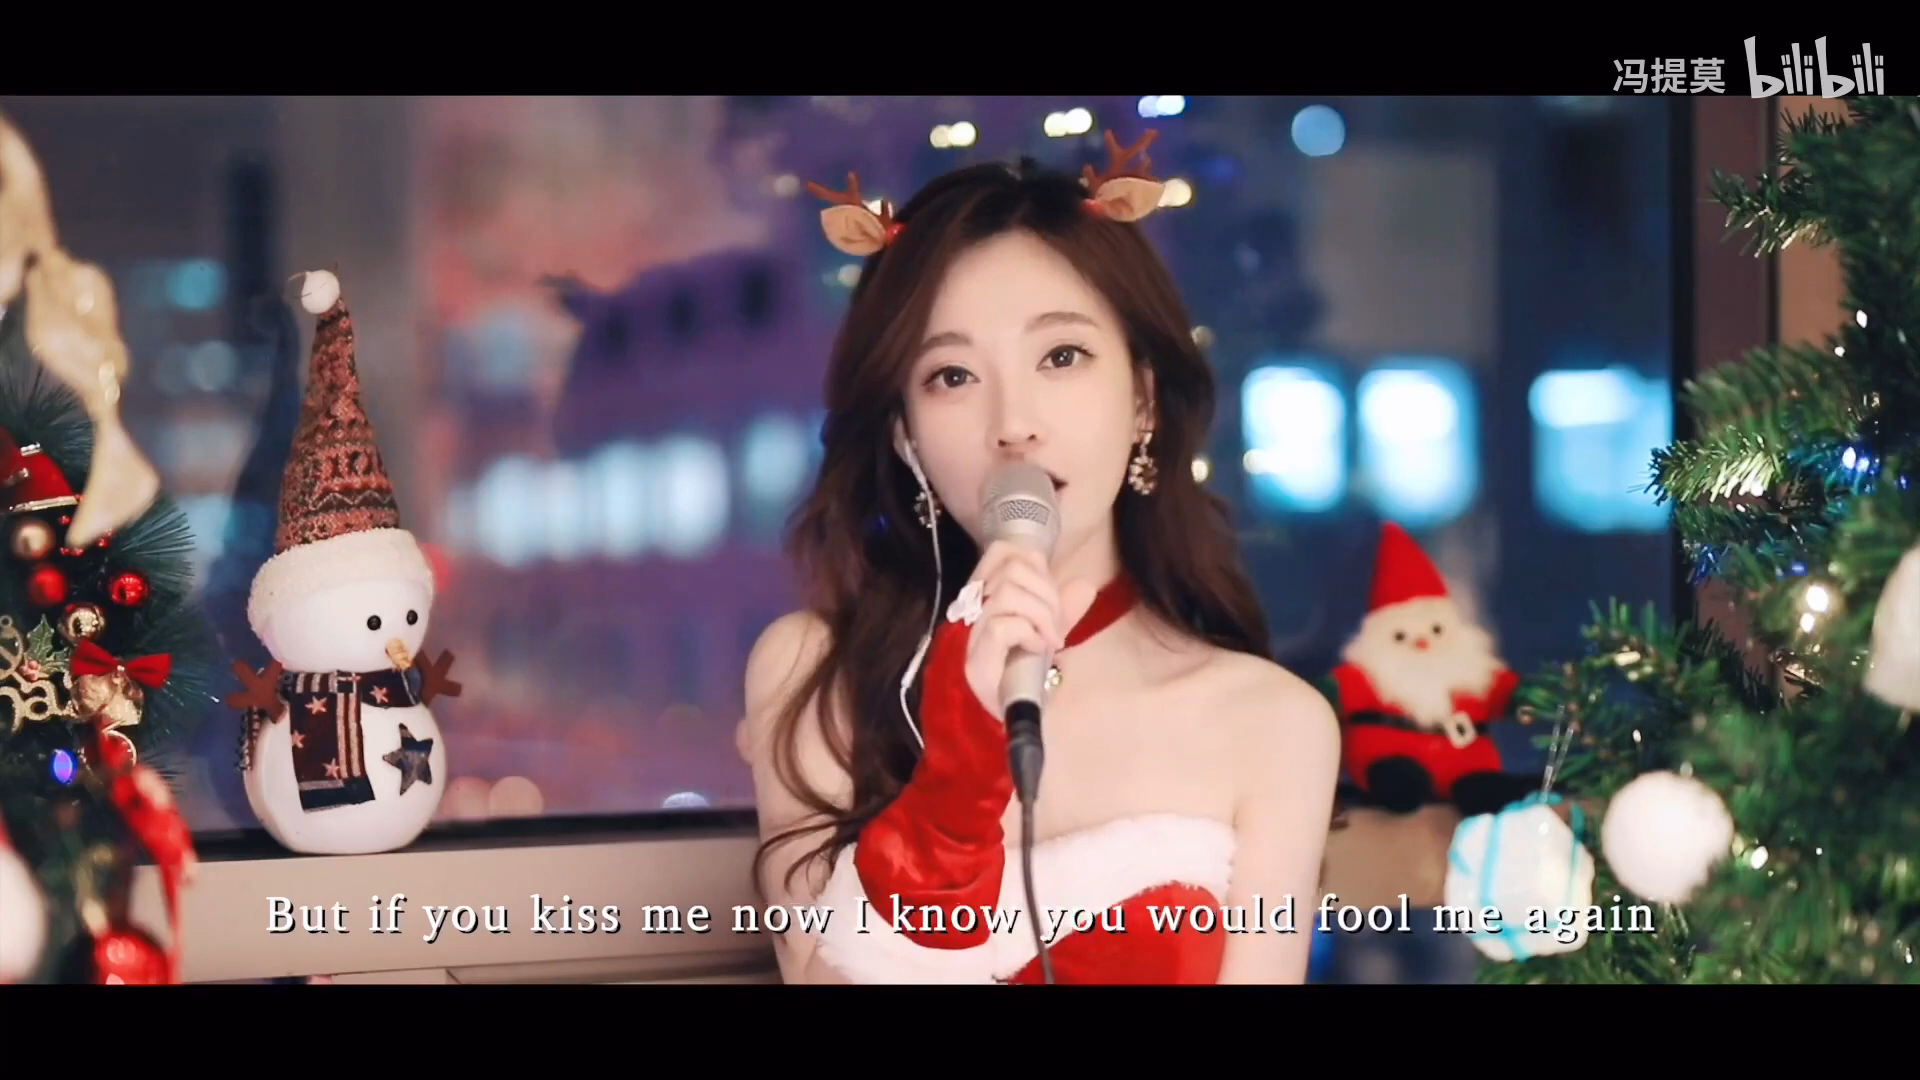 冯提莫 bilibili
But if you kiss me now I know you would fool me again